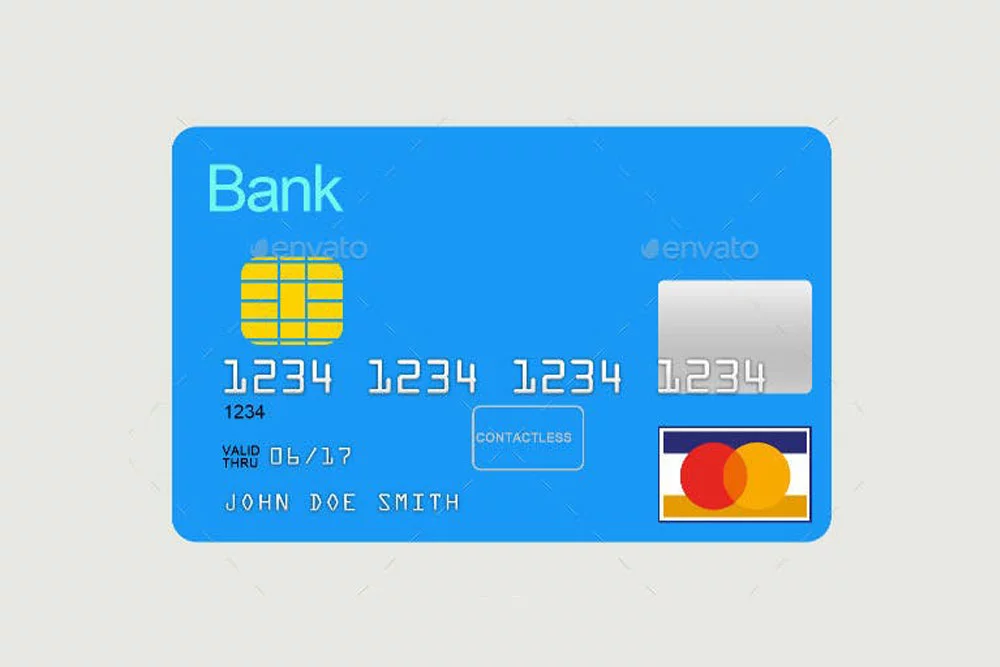 Bank
envato envato
1234 1234 1234 1234
1234
CONTACTLESS
VALID
THRU 06/17
JOHN DOE SMITH